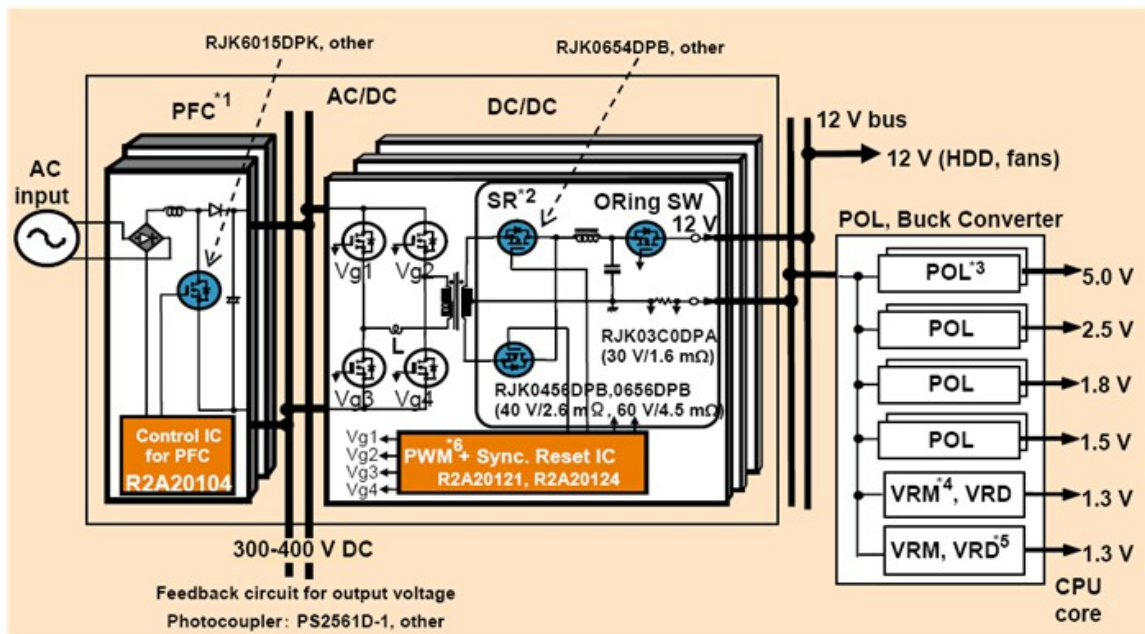 RJK6015DPK, other
RJK0654DPB, other
AC/DC
PFC*1
DC/DC
12 V bus
12 V (HDD, fans)
AC
input
SR*2
ORing SW
12 V
Vg1
Vg2
L
Vg3
Vg4
RJK03C0DPA
(30 V/1.6 mΩ)
RJK0456DPB,0656DPB
(40 V/2.6 mΩ , 60 V/4.5 mΩ)
Control IC
for PFC
R2A20104
Vg1
Vg2
Vg3
Vg4
PWM*6+ Sync. Reset IC
R2A20121, R2A20124
POL, Buck Converter
POL*3
5.0 V
POL
2.5 V
POL
1.8 V
POL
1.5 V
VRM*4, VRD
1.3 V
VRM, VRD*5
1.3 V
CPU
core
300-400 V DC
Feedback circuit for output voltage
Photocoupler: PS2561D-1, other